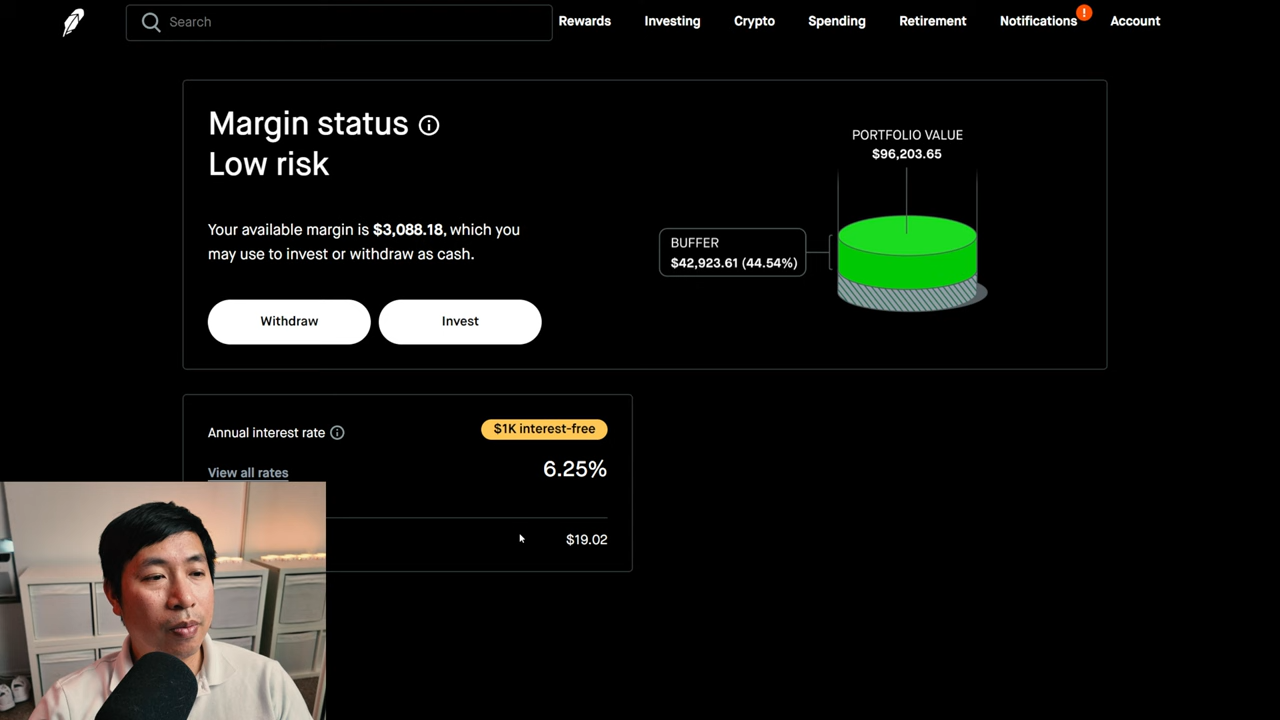 Search
Rewards
Investing
Crypto
Spending
Retirement
Notifications
!
Account
Margin status
Low risk
Your available margin is $3,088.18, which you
may use to invest or withdraw as cash.
Withdraw
Invest
PORTFOLIO VALUE
$96,203.65
BUFFER
$42,923.61 (44.54%)
Annual interest rate
$1K interest-free
View all rates
6.25%
$19.02